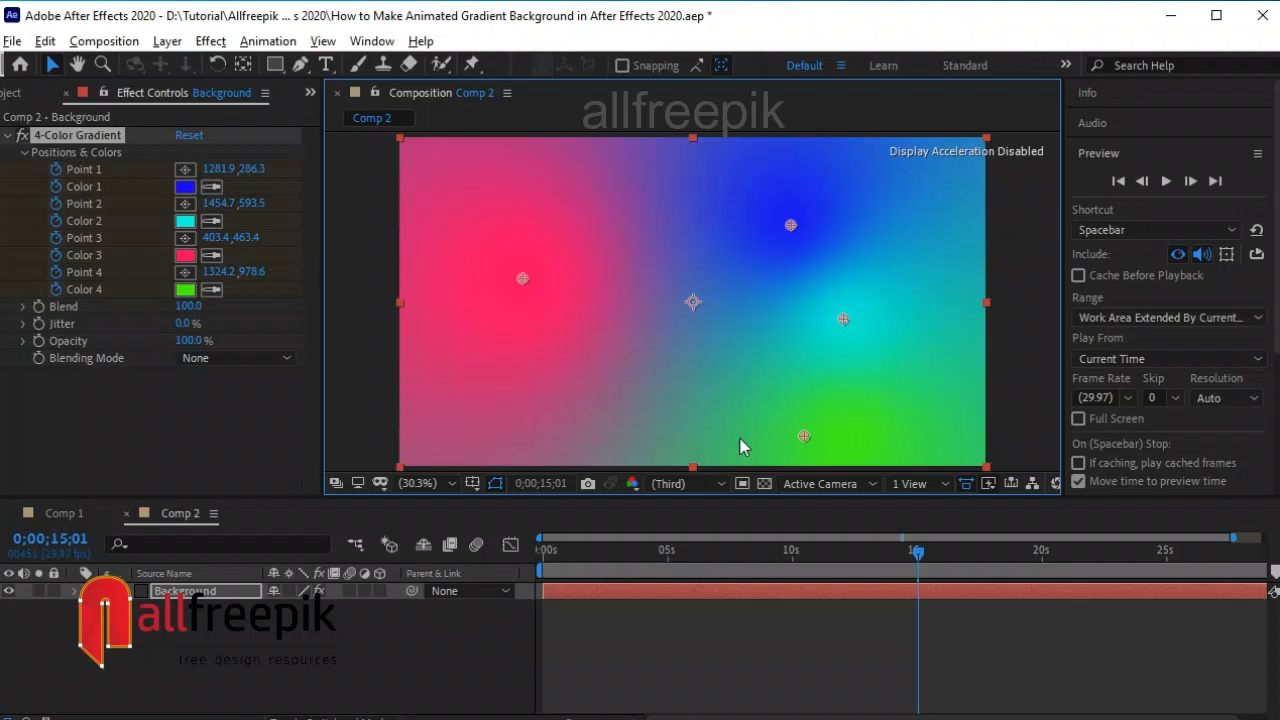 Adobe After Effects 2020 - D:\Tutorial\Allfreepik ... s 2020\How to Make Animated Gradient Background in After Effects 2020.aep *
File Edit Composition Layer Effect Animation View Window Help
Snapping Default Learn Standard Search Help
oject Effect Controls Background Composition Comp 2
Comp 2 - Background
Comp 2
allfreepik
4-Color Gradient Reset
Positions & Colors
Point 1 1281.9,286.3
Color 1
Point 2 1454.7,593.5
Color 2
Point 3 403.4,463.4
Color 3
Point 4 1324.2,978.6
Color 4
Blend 100.0
Jitter 0.0 %
Opacity 100.0 %
Blending Mode None
Display Acceleration Disabled
(30.3%) 0;00;15;01 (Third) Active Camera 1 View
Info
Audio
Preview
Shortcut
Spacebar
Include:
Cache Before Playback
Range
Work Area Extended By Current...
Play From
Current Time
Frame Rate Skip Resolution
(29.97) 0 Auto
Full Screen
On (Spacebar) Stop:
If caching, play cached frames
Move time to preview time
Comp 1 Comp 2
0;00;15;01
00451 (29.97 fps)
:00s 05s 10s 15s 20s 25s
# Source Name Parent & Link
Background None
allfreepik
free design resources